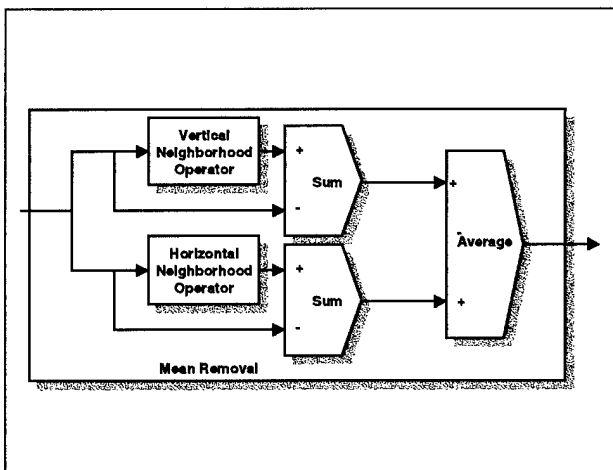 Vertical
Neighborhood
Operator
+
Sum
-
Horizontal
Neighborhood
Operator
+
Sum
-
+
-
Average
+
Mean Removal